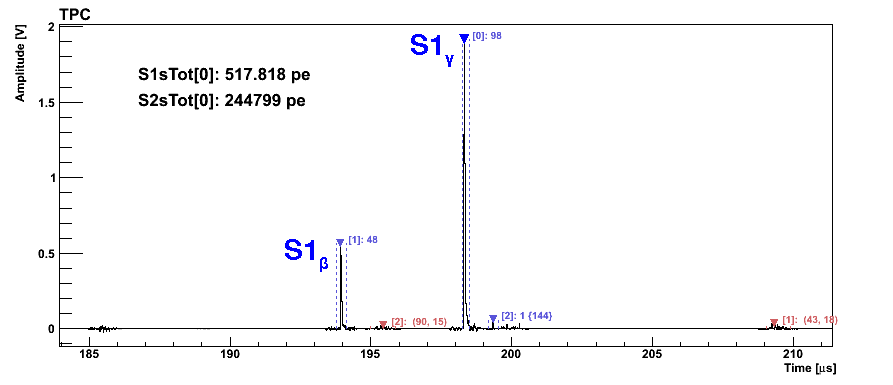 TPC
Amplitude [V]
2
1.5
1
0.5
0
S1sTot[0]: 517.818 pe
S2sTot[0]: 244799 pe
S1γ
[0]: 98
S1β
[1]: 48
[2]: (90, 15)
[2]: 1 {144}
[1]: (43, 18)
185 190 195 200 205 210
Time [μs]